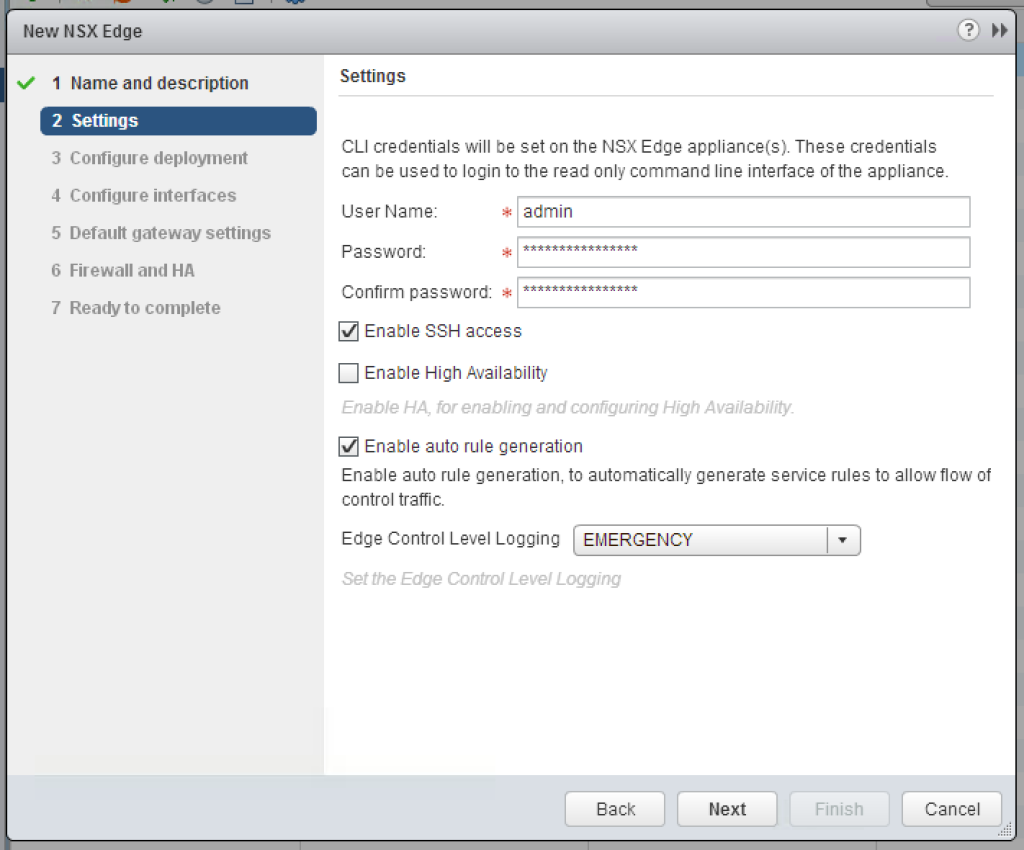 New NSX Edge
?
1 Name and description
2 Settings
3 Configure deployment
4 Configure interfaces
5 Default gateway settings
6 Firewall and HA
7 Ready to complete
Settings
CLI credentials will be set on the NSX Edge appliance(s). These credentials
can be used to login to the read only command line interface of the appliance.
User Name: * admin
Password: * ****************
Confirm password: * ****************
Enable SSH access
Enable High Availability
Enable HA, for enabling and configuring High Availability.
Enable auto rule generation
Enable auto rule generation, to automatically generate service rules to allow flow of
control traffic.
Edge Control Level Logging EMERGENCY
Set the Edge Control Level Logging
Back Next Finish Cancel